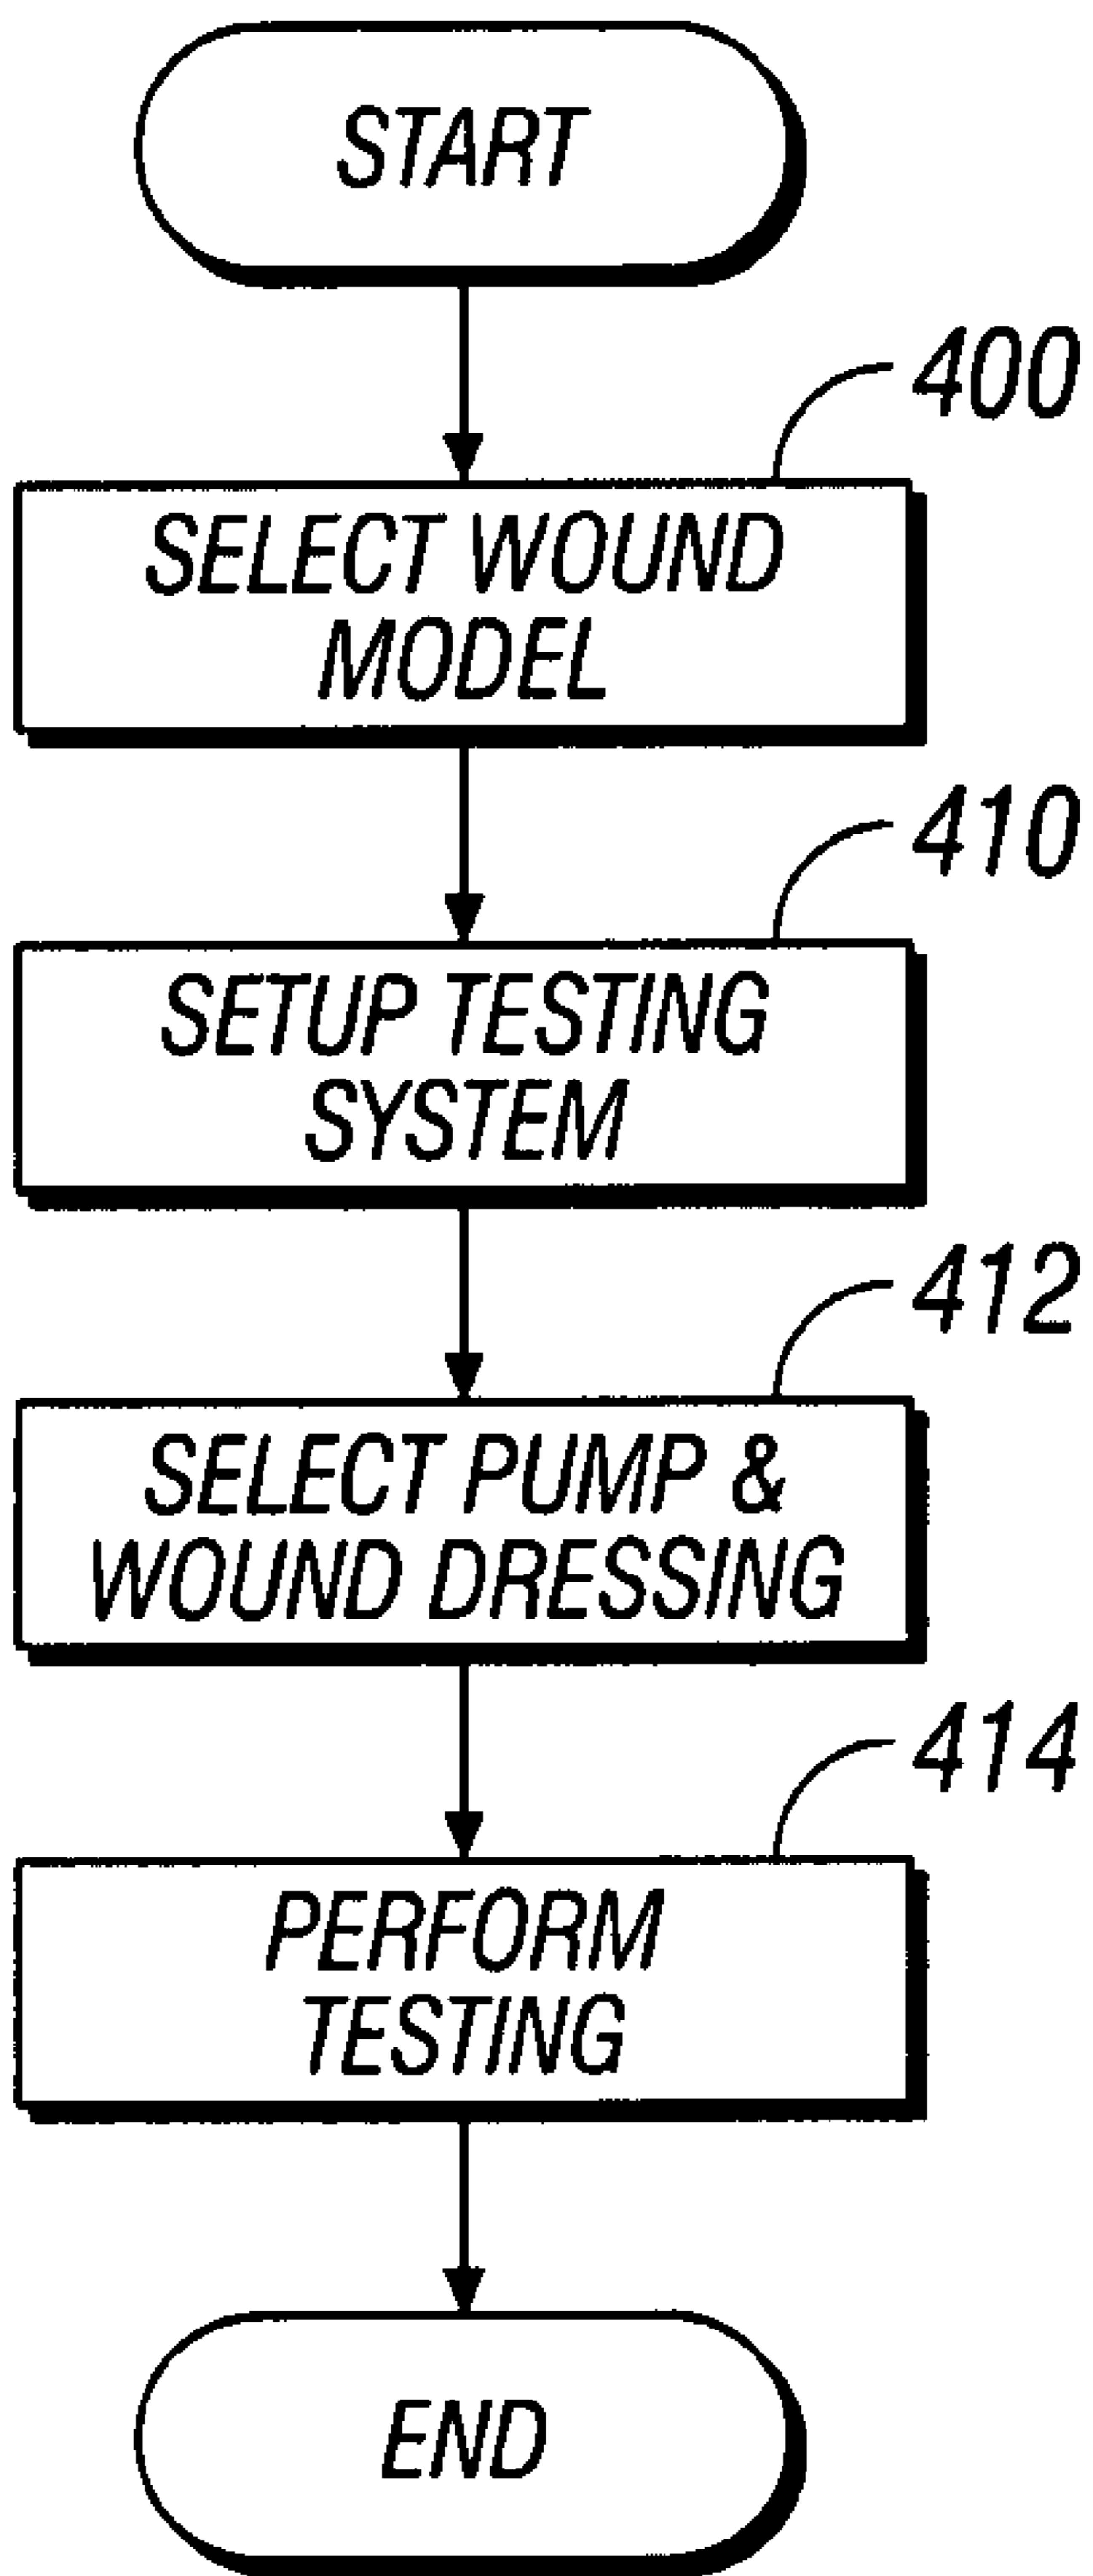 START
400
SELECT WOUND
MODEL
410
SETUP TESTING
SYSTEM
412
SELECT PUMP &
WOUND DRESSING
414
PERFORM
TESTING
END